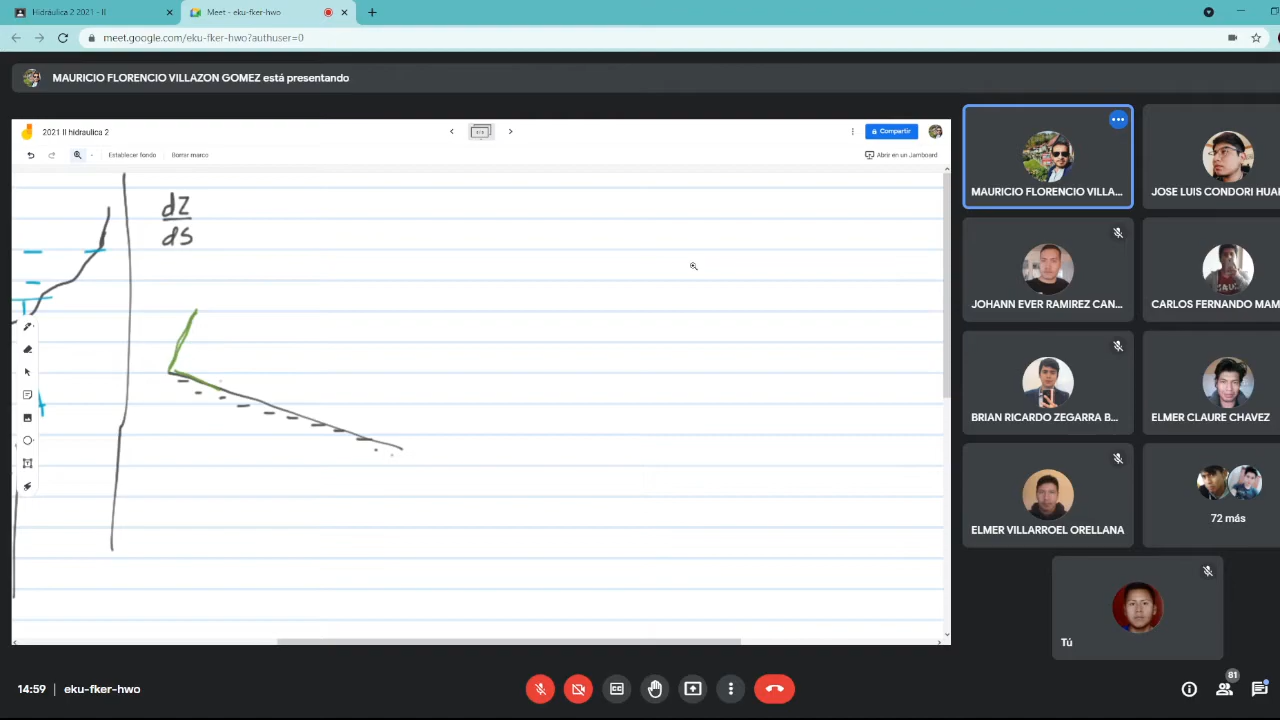 Hidráulica 2 2021 - II
Meet - eku-fker-hwo
meet.google.com/eku-fker-hwo?authuser=0
MAURICIO FLORENCIO VILLAZON GOMEZ está presentando
2021 II hidraulica 2
Compartir
Establecer fondo
Borrar marco
Abrir en un Jamboard
dZ
dS
MAURICIO FLORENCIO VILLA...
JOSE LUIS CONDORI HUA
JOHANN EVER RAMIREZ CAN...
CARLOS FERNANDO MAM
BRIAN RICARDO ZEGARRA B...
ELMER CLAURE CHAVEZ
ELMER VILLARROEL ORELLANA
72 más
Tú
14:59 | eku-fker-hwo
81